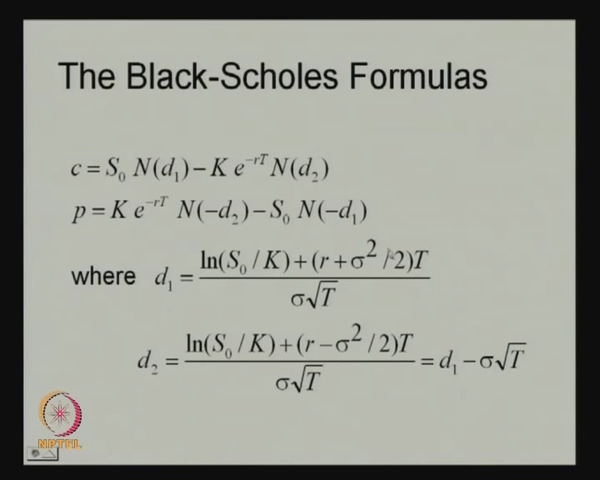 The Black-Scholes Formulas
c = S₀ N(d₁) − K e⁻ʳᵀ N(d₂)
p = K e⁻ʳᵀ N(−d₂) − S₀ N(−d₁)
where d₁ = (ln(S₀ / K) + (r + σ² / 2)T) / (σ√T)
d₂ = (ln(S₀ / K) + (r − σ² / 2)T) / (σ√T) = d₁ − σ√T
NPTEL